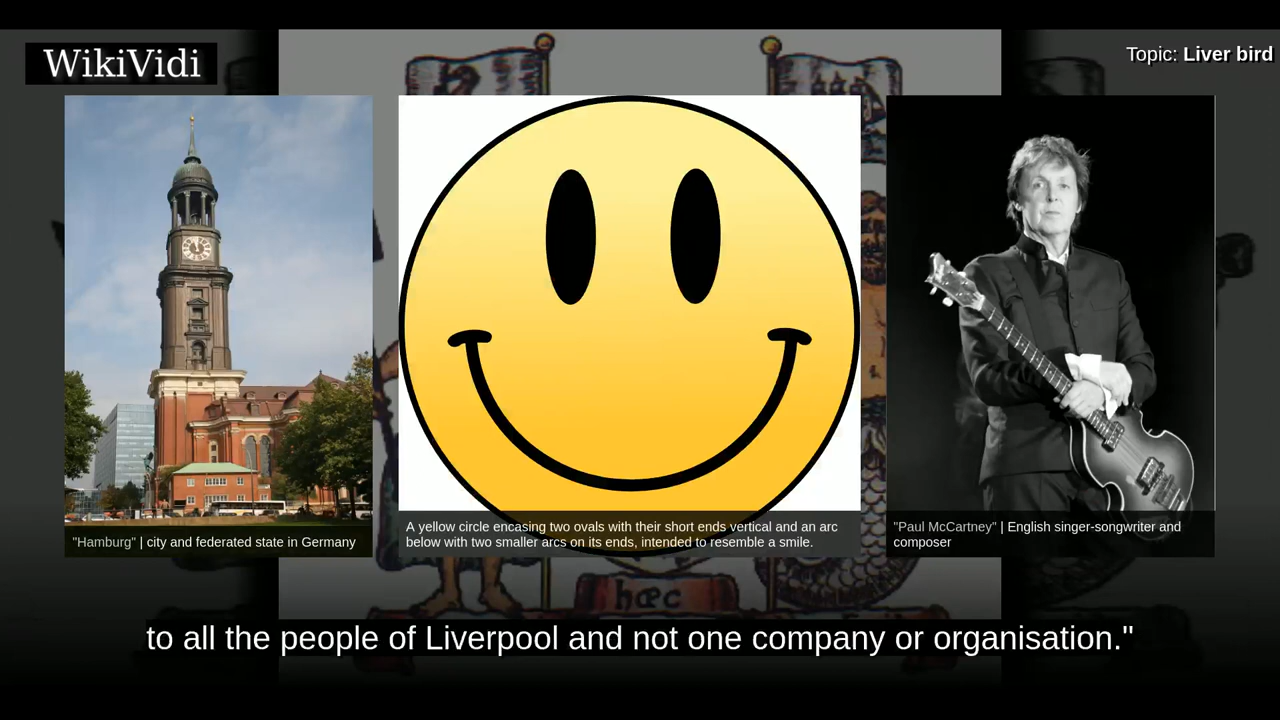 WikiVidi
Topic: Liver bird
"Hamburg" | city and federated state in Germany
A yellow circle encasing two ovals with their short ends vertical and an arc
below with two smaller arcs on its ends, intended to resemble a smile.
"Paul McCartney" | English singer-songwriter and
composer
hœc
to all the people of Liverpool and not one company or organisation."